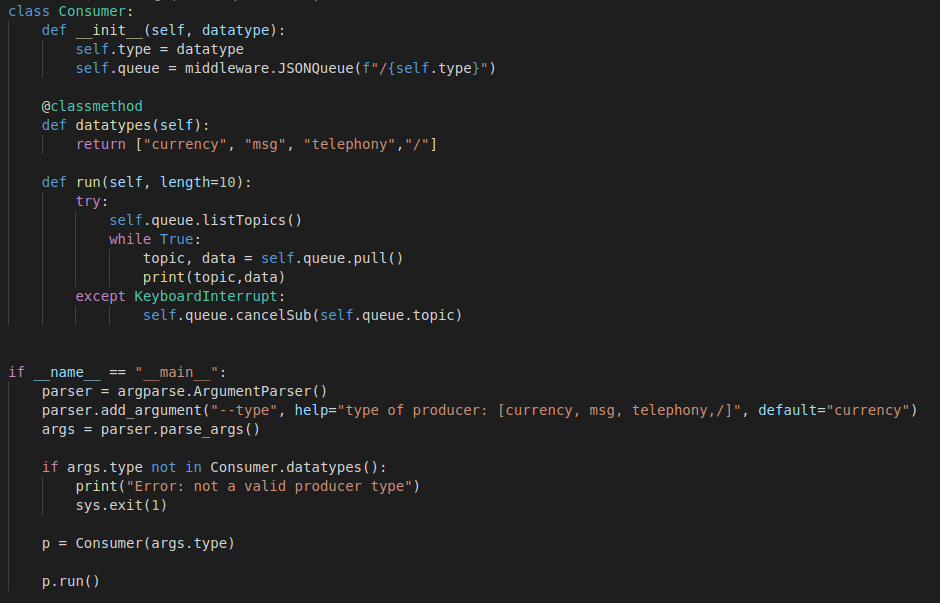 class Consumer:
    def __init__(self, datatype):
        self.type = datatype
        self.queue = middleware.JSONQueue(f"/{self.type}")

    @classmethod
    def datatypes(self):
        return ["currency", "msg", "telephony","/"]

    def run(self, length=10):
        try:
            self.queue.listTopics()
            while True:
                topic, data = self.queue.pull()
                print(topic,data)
        except KeyboardInterrupt:
                self.queue.cancelSub(self.queue.topic)


if __name__ == "__main__":
    parser = argparse.ArgumentParser()
    parser.add_argument("--type", help="type of producer: [currency, msg, telephony,/]", default="currency")
    args = parser.parse_args()

    if args.type not in Consumer.datatypes():
        print("Error: not a valid producer type")
        sys.exit(1)

    p = Consumer(args.type)

    p.run()